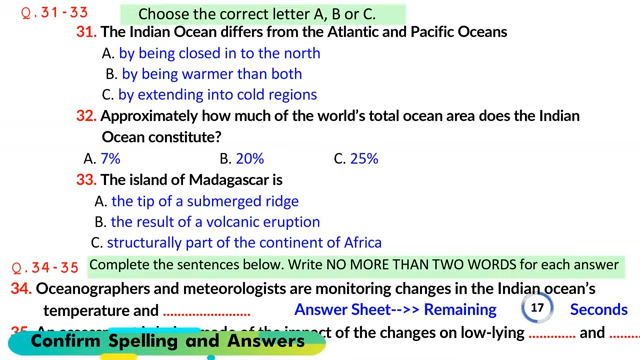 Q.31-33 Choose the correct letter A, B or C.
31. The Indian Ocean differs from the Atlantic and Pacific Oceans
A. by being closed in to the north
B. by being warmer than both
C. by extending into cold regions
32. Approximately how much of the world's total ocean area does the Indian
Ocean constitute?
A. 7% B. 20% C. 25%
33. The island of Madagascar is
A. the tip of a submerged ridge
B. the result of a volcanic eruption
C. structurally part of the continent of Africa
Q.34-35 Complete the sentences below. Write NO MORE THAN TWO WORDS for each answer
34. Oceanographers and meteorologists are monitoring changes in the Indian ocean's
temperature and ........................ Answer Sheet-->> Remaining 17 Seconds
of the impact of the changes on low-lying ............. and ........
Confirm Spelling and Answers